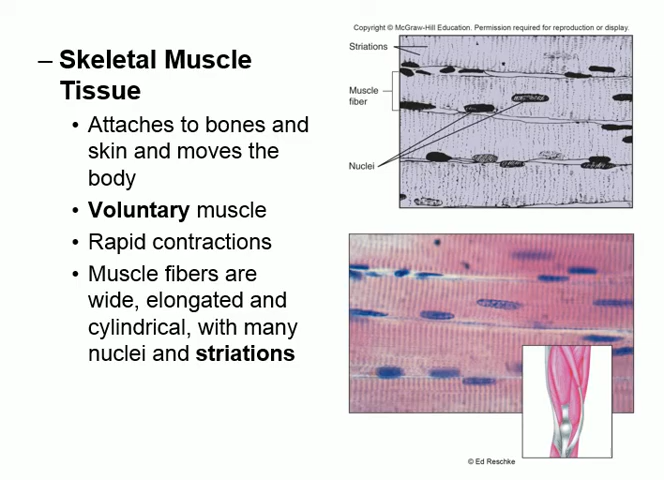 – Skeletal Muscle
Tissue
• Attaches to bones and
skin and moves the
body
• Voluntary muscle
• Rapid contractions
• Muscle fibers are
wide, elongated and
cylindrical, with many
nuclei and striations
Copyright © McGraw-Hill Education. Permission required for reproduction or display.
Striations
Muscle
fiber
Nuclei
© Ed Reschke